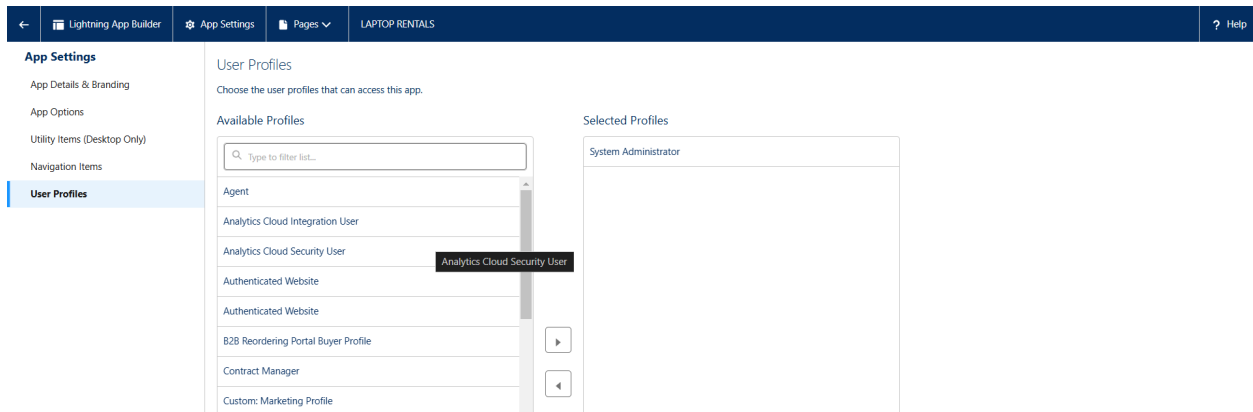 Lightning App Builder
App Settings
Pages
LAPTOP RENTALS
? Help
App Settings
App Details & Branding
App Options
Utility Items (Desktop Only)
Navigation Items
User Profiles
User Profiles
Choose the user profiles that can access this app.
Available Profiles
Type to filter list...
Agent
Analytics Cloud Integration User
Analytics Cloud Security User
Analytics Cloud Security User
Authenticated Website
Authenticated Website
B2B Reordering Portal Buyer Profile
Contract Manager
Custom: Marketing Profile
Selected Profiles
System Administrator